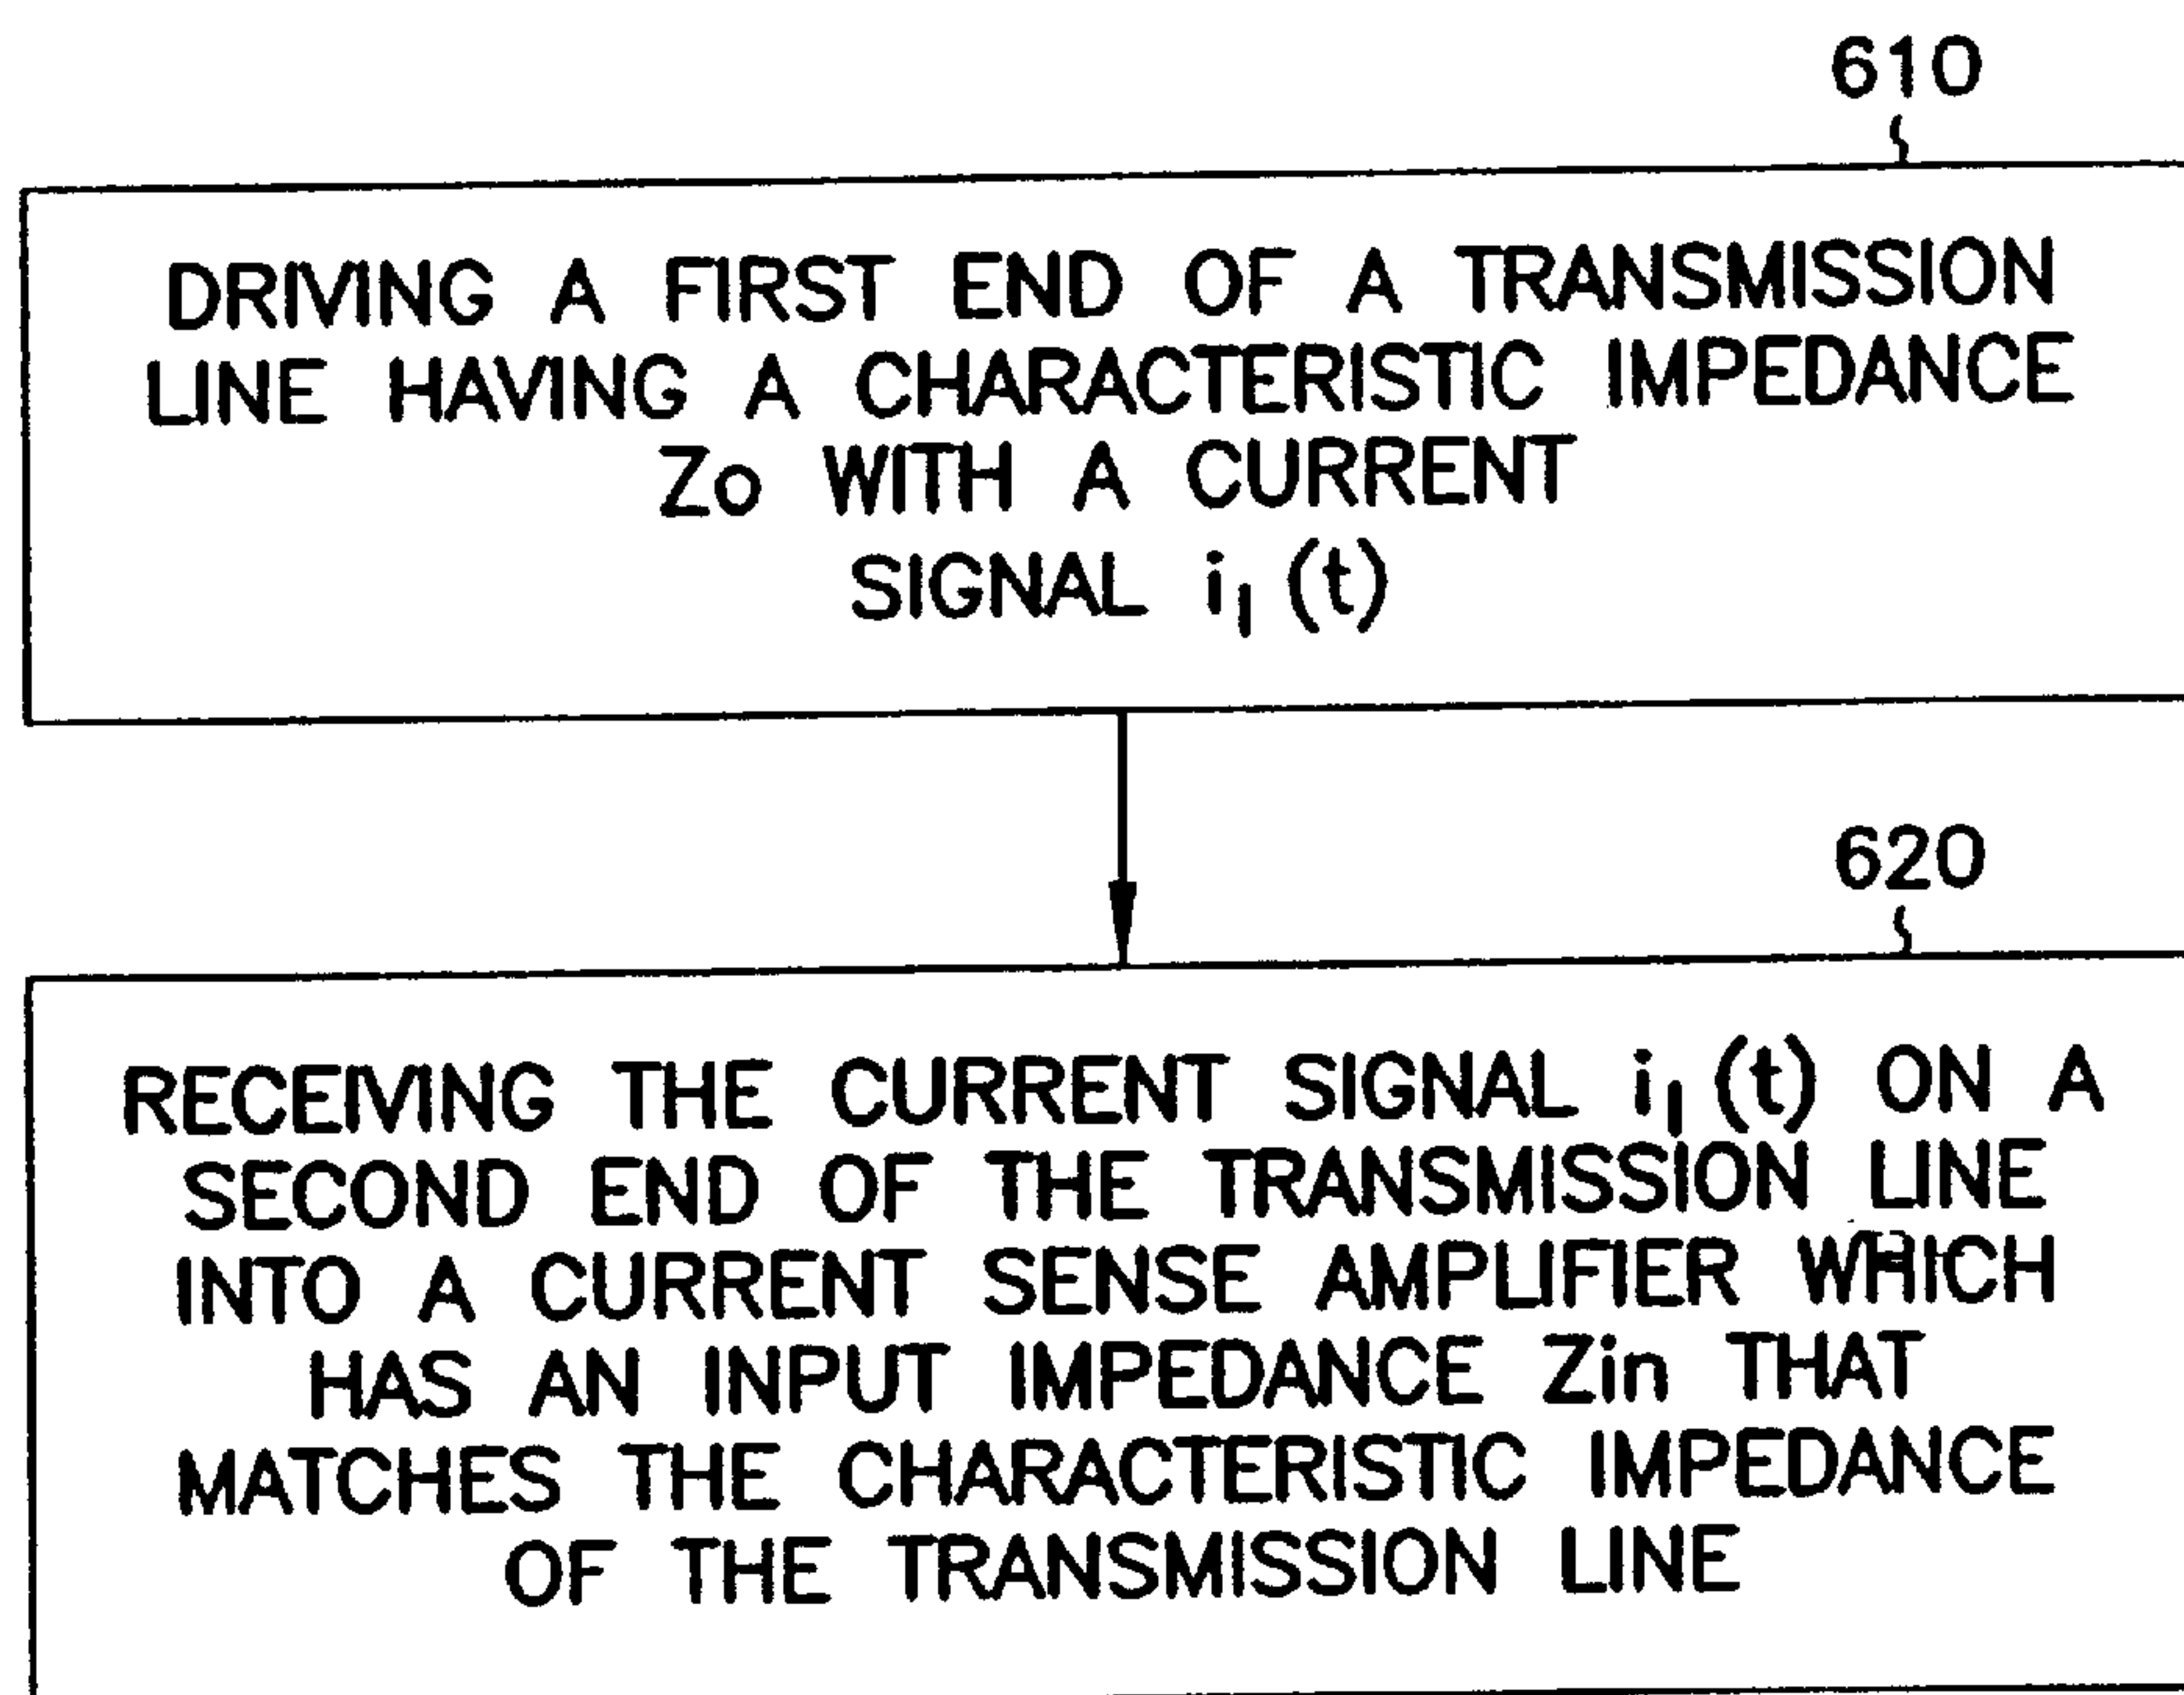 610
DRIVING A FIRST END OF A TRANSMISSION
LINE HAVING A CHARACTERISTIC IMPEDANCE
Zo WITH A CURRENT
SIGNAL i₁ (t)
620
RECEIVING THE CURRENT SIGNAL i₁ (t) ON A
SECOND END OF THE TRANSMISSION LINE
INTO A CURRENT SENSE AMPLIFIER WHICH
HAS AN INPUT IMPEDANCE Zin THAT
MATCHES THE CHARACTERISTIC IMPEDANCE
OF THE TRANSMISSION LINE